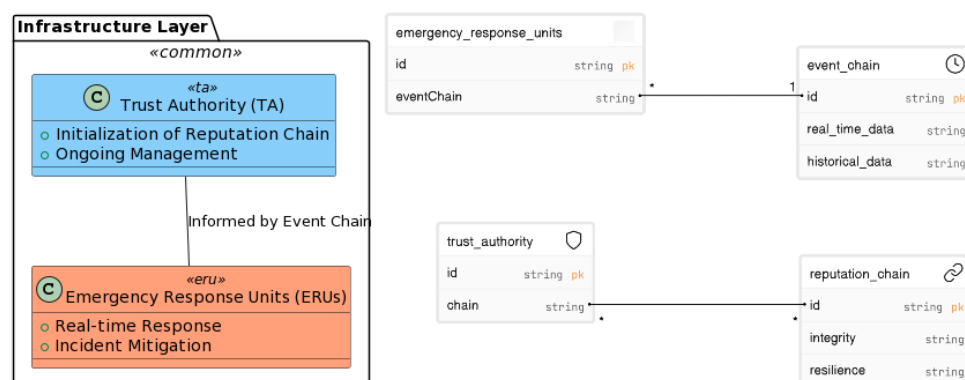 Infrastructure Layer
«common»
«ta»
C Trust Authority (TA)
Initialization of Reputation Chain
Ongoing Management
Informed by Event Chain
«eru»
C Emergency Response Units (ERUs)
Real-time Response
Incident Mitigation
emergency_response_units
id string pk
eventChain string
* 1
event_chain
id string pk
real_time_data string
historical_data string
trust_authority
id string pk
chain string
* *
reputation_chain
id string pk
integrity string
resilience string